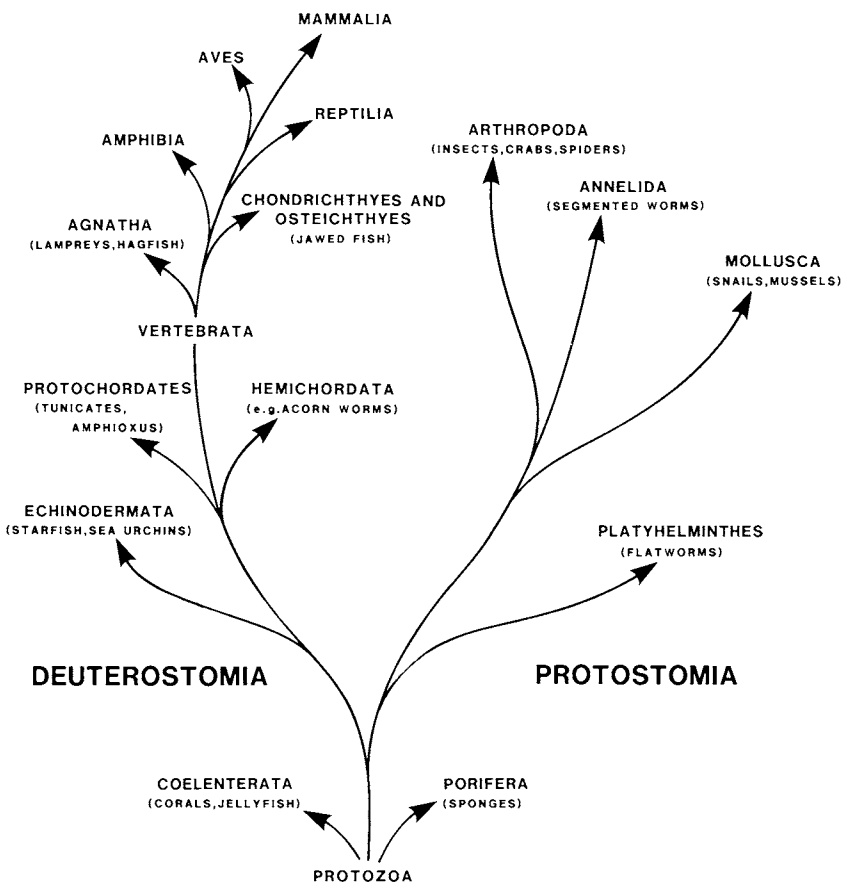 MAMMALIA
AVES
REPTILIA
AMPHIBIA
ARTHROPODA
(INSECTS,CRABS,SPIDERS)
ANNELIDA
(SEGMENTED WORMS)
CHONDRICHTHYES AND
OSTEICHTHYES
(JAWED FISH)
AGNATHA
(LAMPREYS,HAGFISH)
MOLLUSCA
(SNAILS,MUSSELS)
VERTEBRATA
PROTOCHORDATES
(TUNICATES,
AMPHIOXUS)
HEMICHORDATA
(e.g.ACORN WORMS)
ECHINODERMATA
(STARFISH,SEA URCHINS)
PLATYHELMINTHES
(FLATWORMS)
DEUTEROSTOMIA
PROTOSTOMIA
COELENTERATA
(CORALS,JELLYFISH)
PORIFERA
(SPONGES)
PROTOZOA